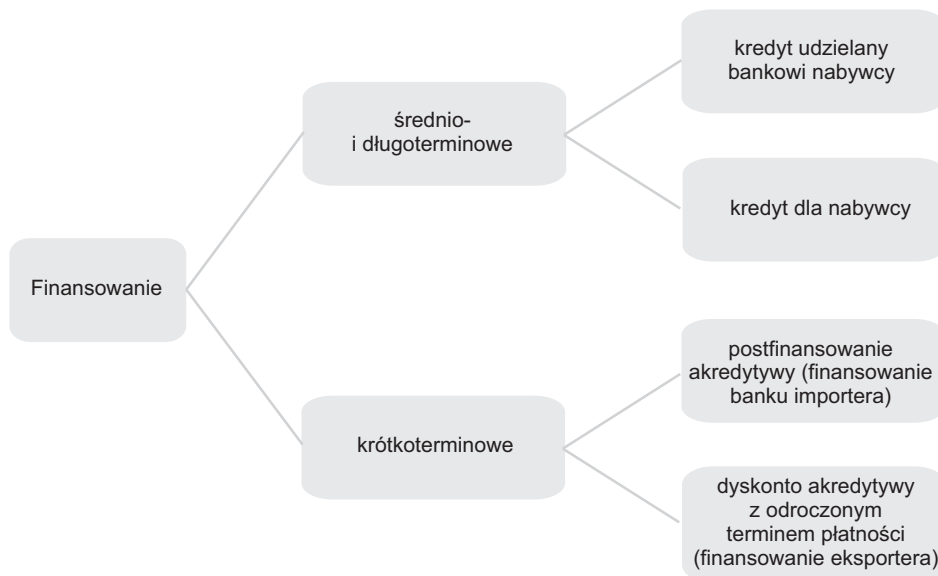 Finansowanie
średnio-
i długoterminowe
kredyt udzielany
bankowi nabywcy
kredyt dla nabywcy
krótkoterminowe
postfinansowanie
akredytywy (finansowanie
banku importera)
dyskonto akredytywy
z odroczonym
terminem płatności
(finansowanie eksportera)